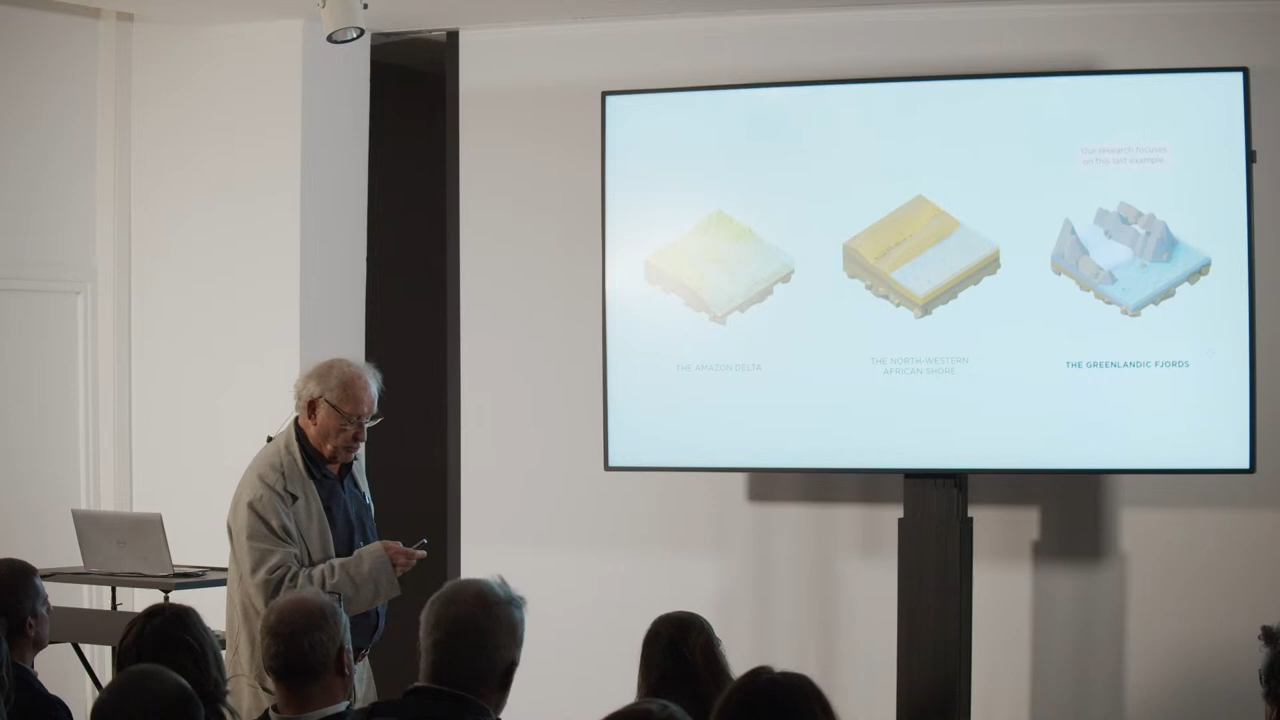 Our research focuses
on this last example
THE AMAZON DELTA
THE NORTH-WESTERN
AFRICAN SHORE
THE GREENLANDIC FJORDS